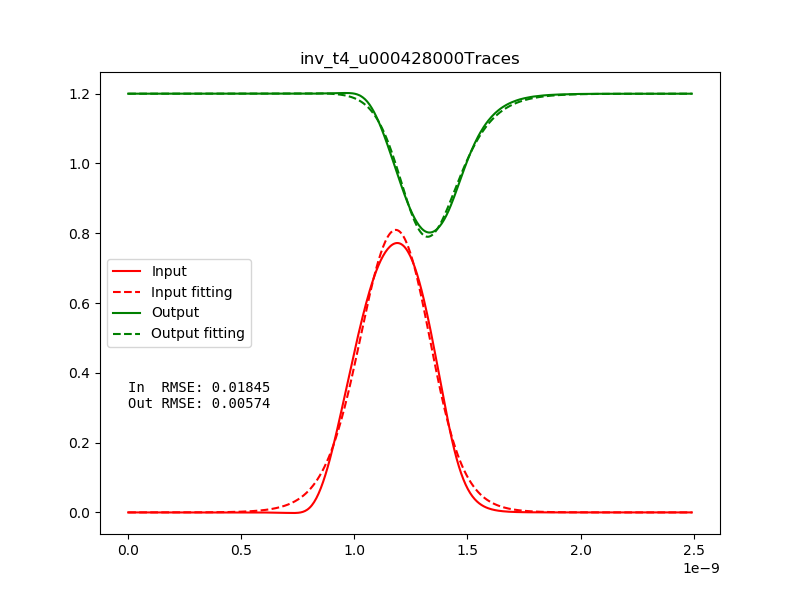 inv_t4_u000428000Traces
1.2
1.0
0.8
0.6
0.4
0.2
0.0
Input
Input fitting
Output
Output fitting
In  RMSE: 0.01845
Out RMSE: 0.00574
0.0 0.5 1.0 1.5 2.0 2.5
1e−9